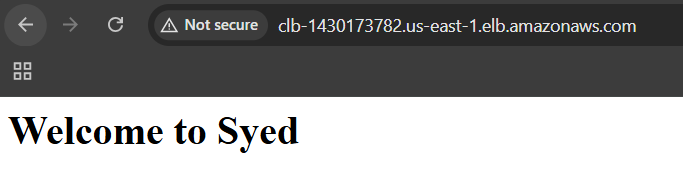 Not secure clb-1430173782.us-east-1.elb.amazonaws.com
Welcome to Syed